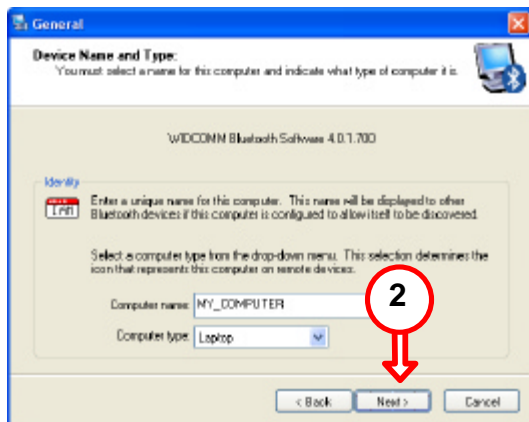 General
Device Name and Type:
You must select a name for this computer and indicate what type of computer it is.
WIDCOMM Bluetooth Software 4.0.1.700
Identity
I AM
Enter a unique name for this computer. This name will be displayed to other
Bluetooth devices if this computer is configured to allow itself to be discovered.
Select a computer type from the drop-down menu. This selection determines the
icon that represents this computer on remote devices.
Computer name: MY_COMPUTER
2
Computer type: Laptop
< Back Next > Cancel